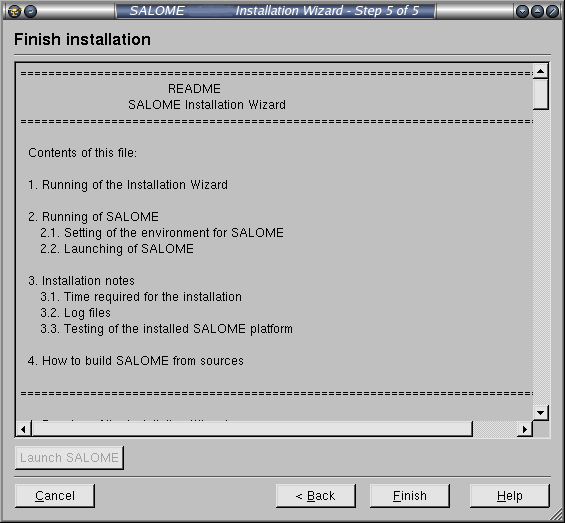 SALOME Installation Wizard - Step 5 of 5
Finish installation
================================================================
README
SALOME Installation Wizard
================================================================
Contents of this file:
1. Running of the Installation Wizard
2. Running of SALOME
2.1. Setting of the environment for SALOME
2.2. Launching of SALOME
3. Installation notes
3.1. Time required for the installation
3.2. Log files
3.3. Testing of the installed SALOME platform
4. How to build SALOME from sources
================================================================
Launch SALOME
Cancel
< Back
Finish
Help